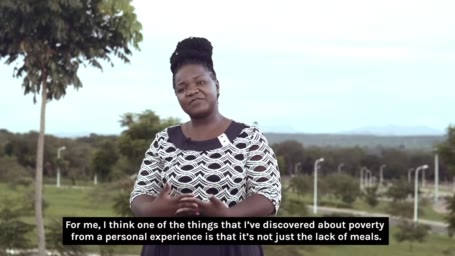 For me, I think one of the things that I've discovered about poverty
from a personal experience is that it's not just the lack of meals.